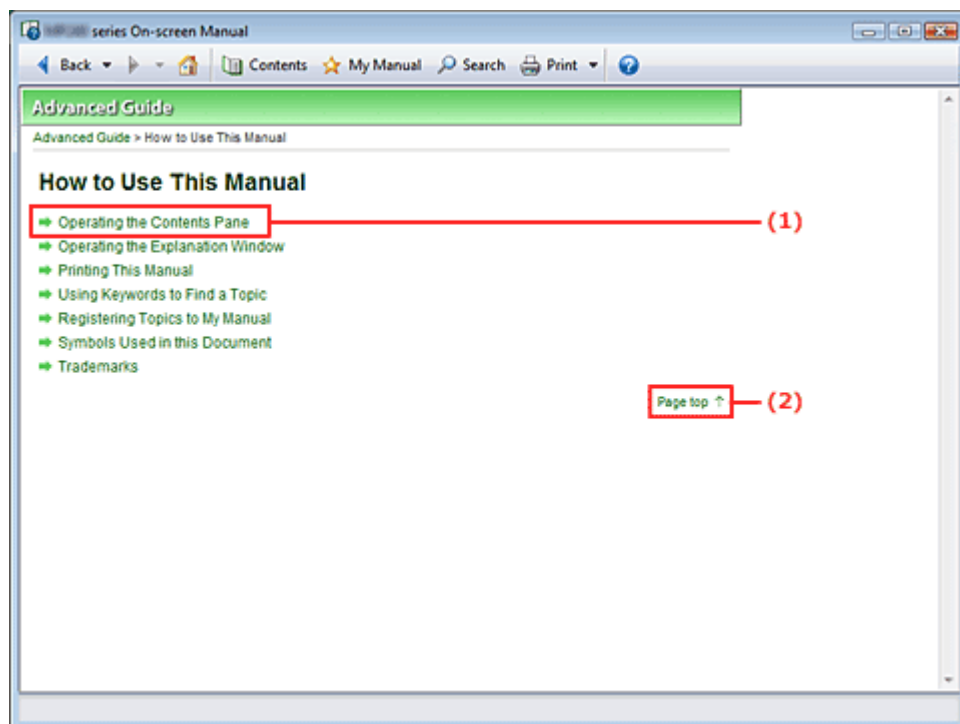 series On-screen Manual
Back Contents My Manual Search Print
Advanced Guide
Advanced Guide > How to Use This Manual
How to Use This Manual
Operating the Contents Pane (1)
Operating the Explanation Window
Printing This Manual
Using Keywords to Find a Topic
Registering Topics to My Manual
Symbols Used in this Document
Trademarks
Page top ↑ (2)